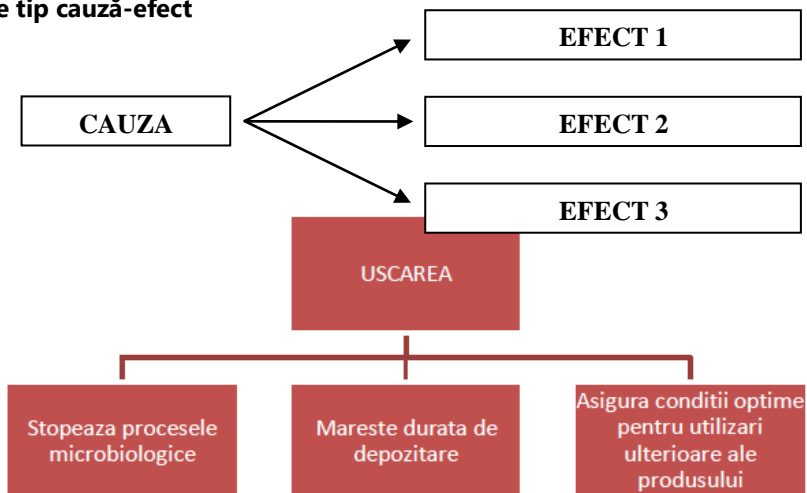 e tip cauză-efect
EFECT 1
CAUZA
EFECT 2
EFECT 3
USCAREA
Stopeaza procesele
microbiologice
Mareste durata de
depozitare
Asigura conditii optime
pentru utilizari
ulterioare ale
produsului